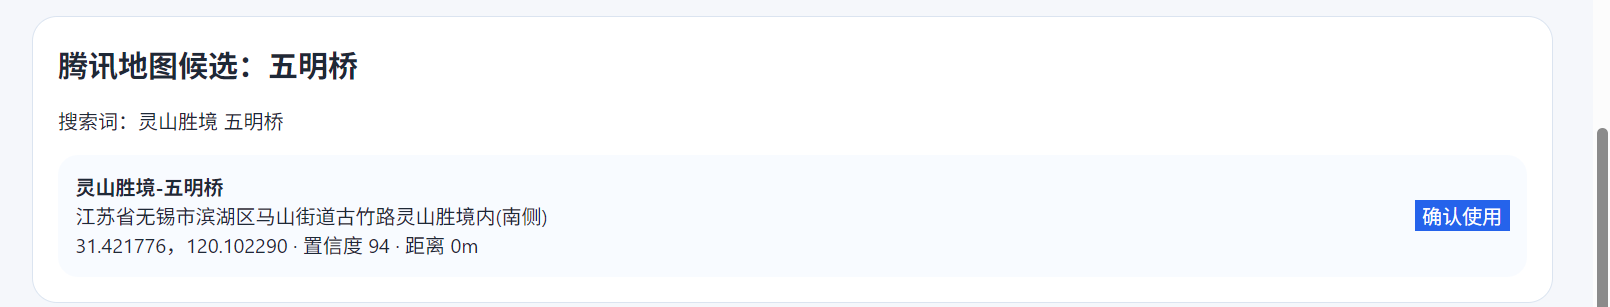 腾讯地图候选：五明桥
搜索词：灵山胜境 五明桥
灵山胜境-五明桥
江苏省无锡市滨湖区马山街道古竹路灵山胜境内(南侧)
31.421776，120.102290 · 置信度 94 · 距离 0m
确认使用